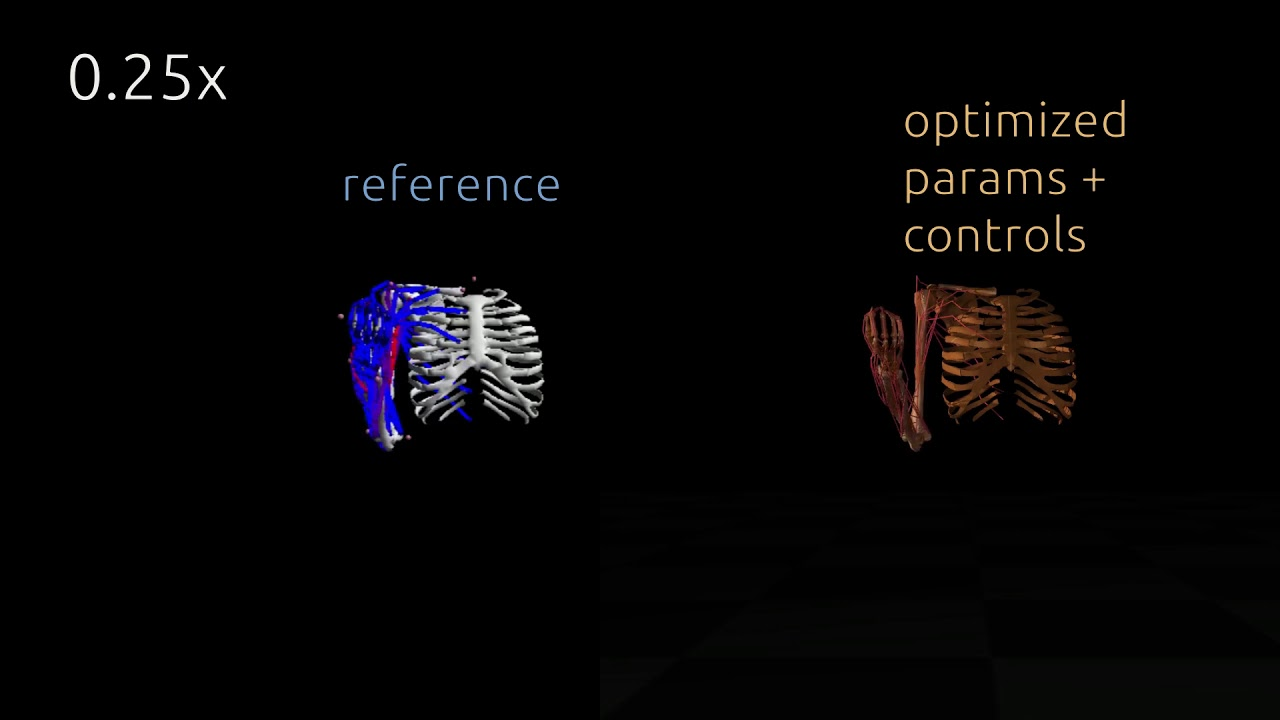 0.25x
reference
optimized
params +
controls